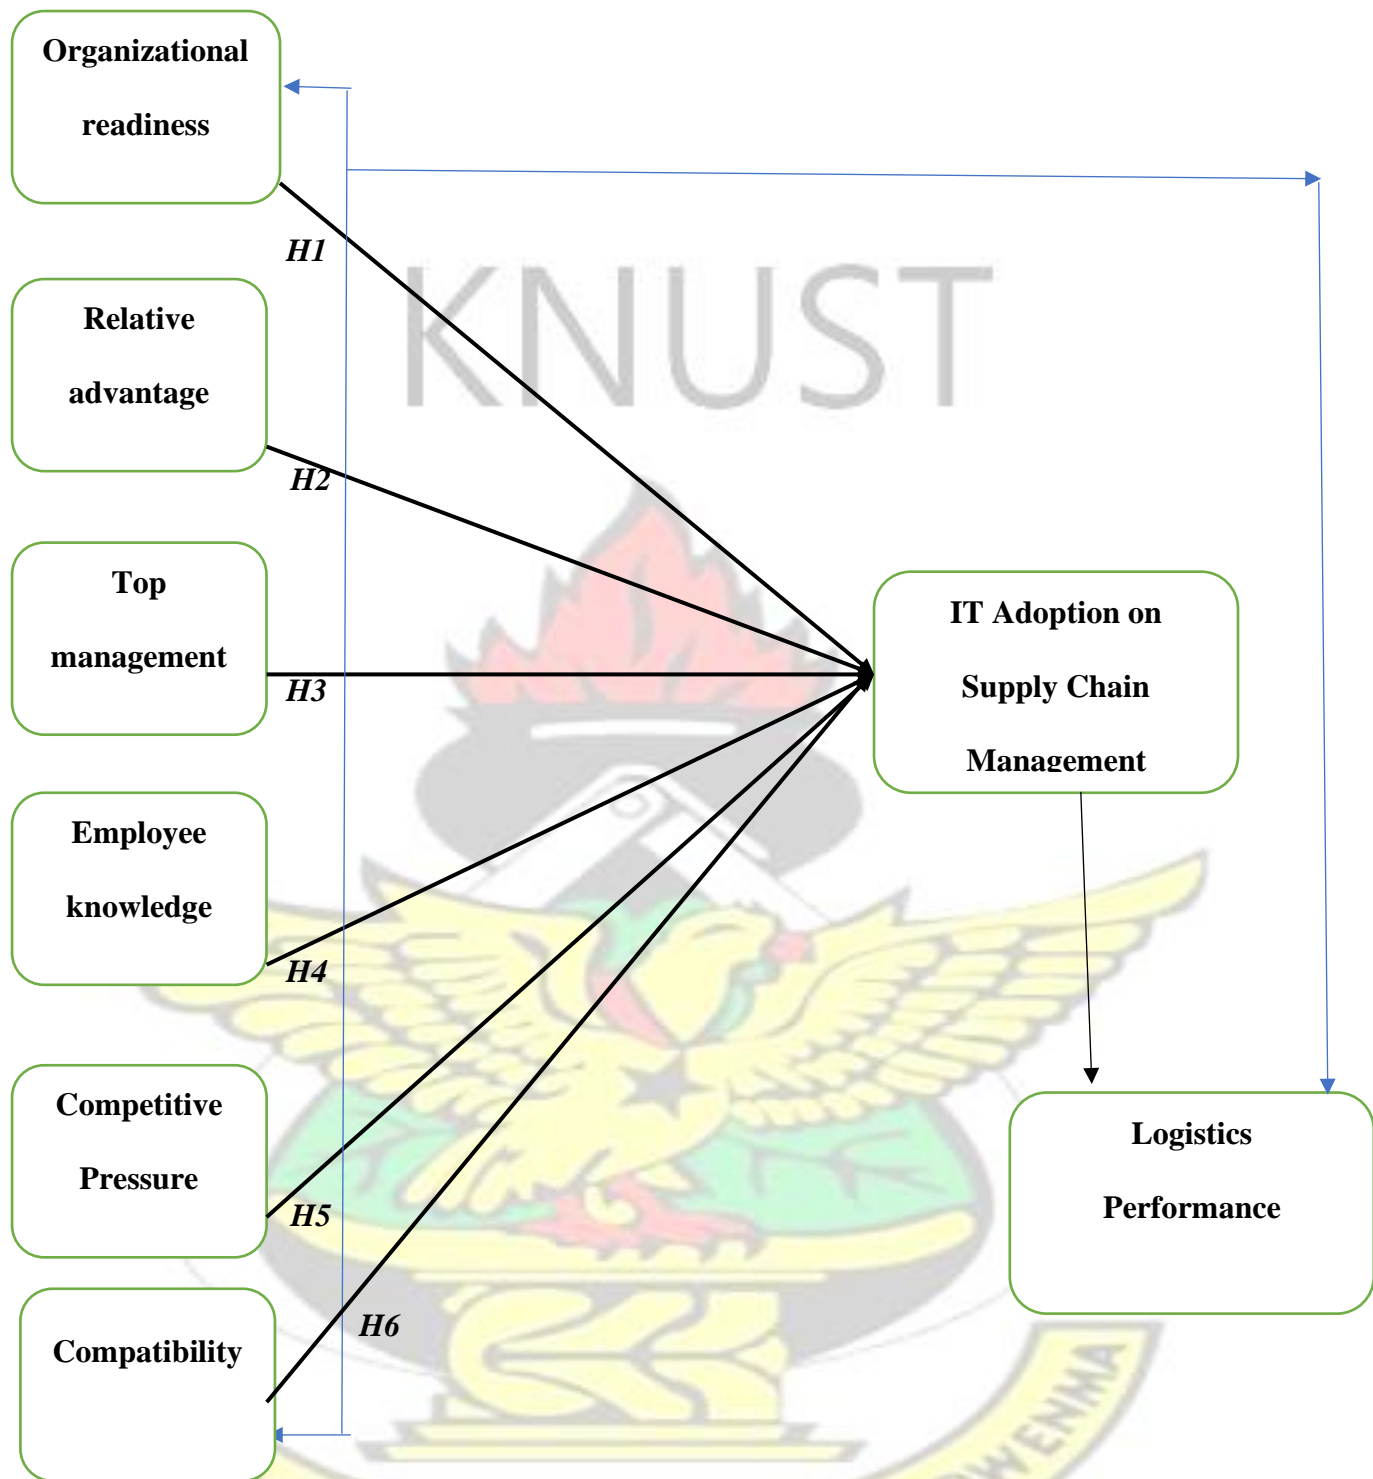 Organizational
readiness
H1
KNUST
Relative
advantage
H2
Top
management
H3
IT Adoption on
Supply Chain
Management
Employee
knowledge
H4
Competitive
Pressure
H5
Logistics
Performance
Compatibility
H6